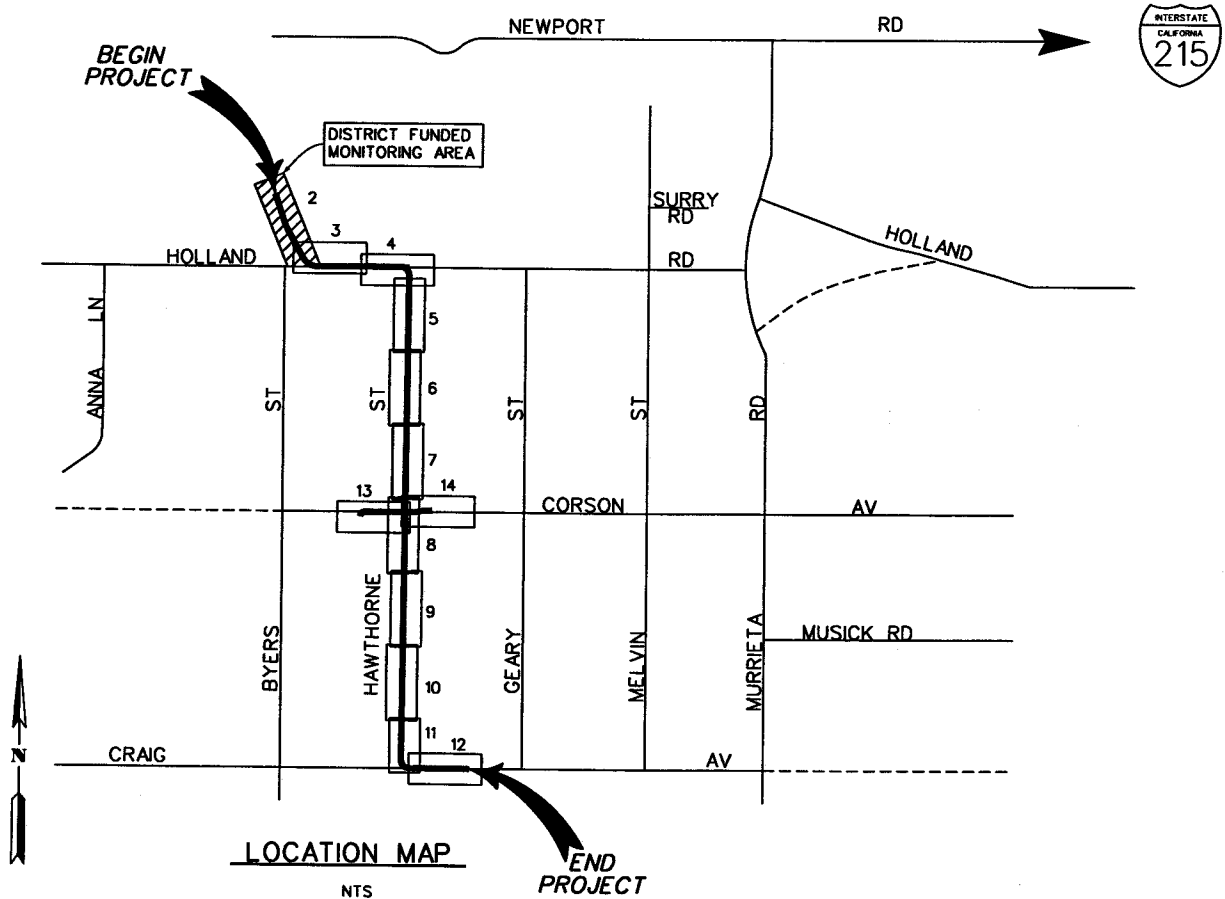 NEWPORT RD
INTERSTATE
CALIFORNIA
215
BEGIN
PROJECT
DISTRICT FUNDED
MONITORING AREA
2
SURRY
RD
3
4
HOLLAND RD
HOLLAND
ANNA LN
5
6
7
BYERS ST
HAWTHORNE ST
GEARY ST
MELVIN ST
MURRIETA RD
13
14
CORSON AV
8
9
MUSICK RD
10
11
12
CRAIG AV
N
LOCATION MAP
NTS
END
PROJECT